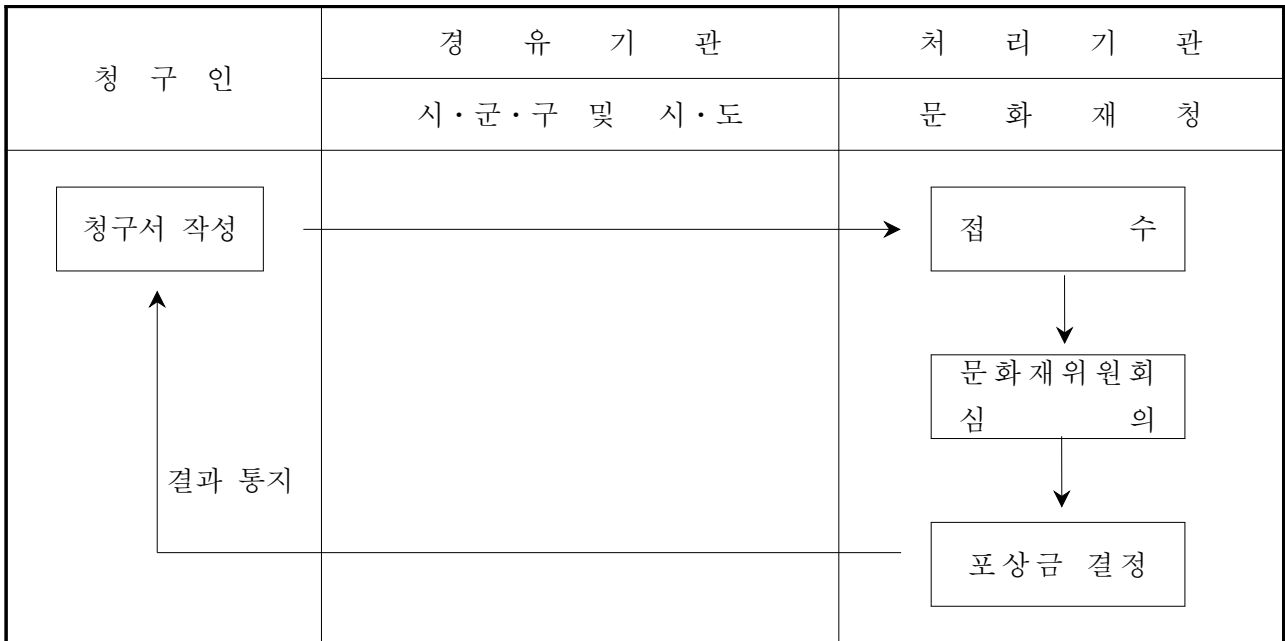 청 구 인
경 유 기 관
처 리 기 관
시·군·구 및 시·도
문 화 재 청
청구서 작성
접 수
문화재위원회
심 의
결과 통지
포상금 결정